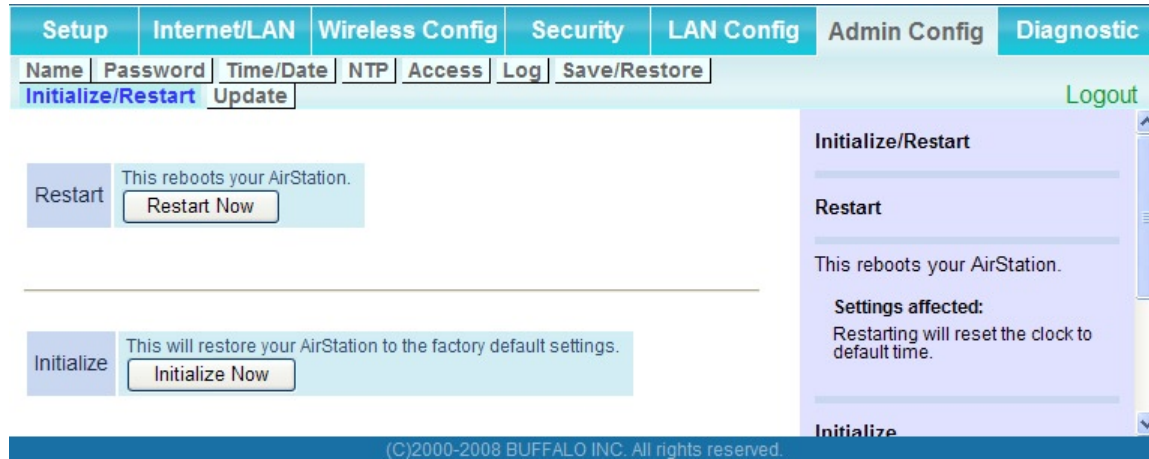 Setup Internet/LAN Wireless Config Security LAN Config Admin Config Diagnostic
Name Password Time/Date NTP Access Log Save/Restore
Initialize/Restart Update
Logout
Restart
This reboots your AirStation.
Restart Now
Initialize
This will restore your AirStation to the factory default settings.
Initialize Now
Initialize/Restart
Restart
This reboots your AirStation.
Settings affected:
Restarting will reset the clock to
default time.
Initialize
(C)2000-2008 BUFFALO INC. All rights reserved.